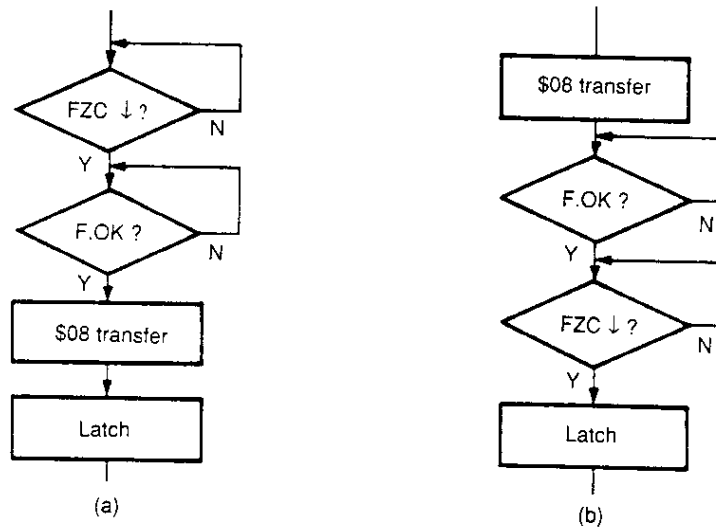 FZC ↓ ?
N
Y
F.OK ?
N
Y
$08 transfer
Latch
(a)
$08 transfer
F.OK ?
N
Y
FZC ↓ ?
N
Y
Latch
(b)